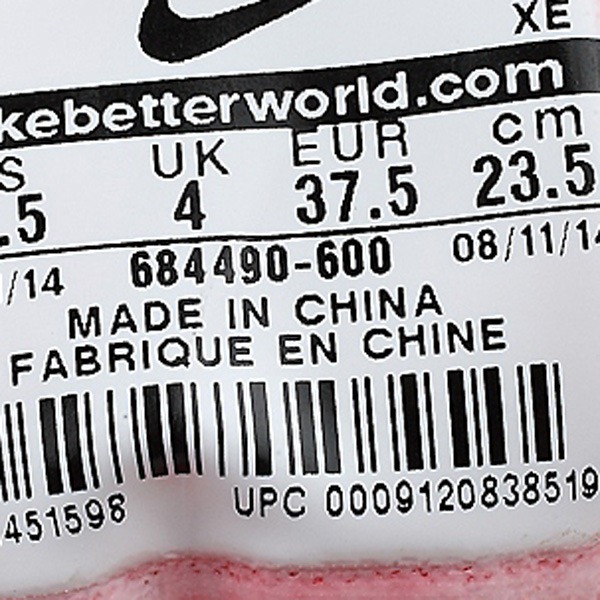 XE
kebetterworld.com
S UK EUR cm
.5 4 37.5 23.5
/14 684490-600 08/11/14
MADE IN CHINA
FABRIQUE EN CHINE
451598 UPC 0009120838519